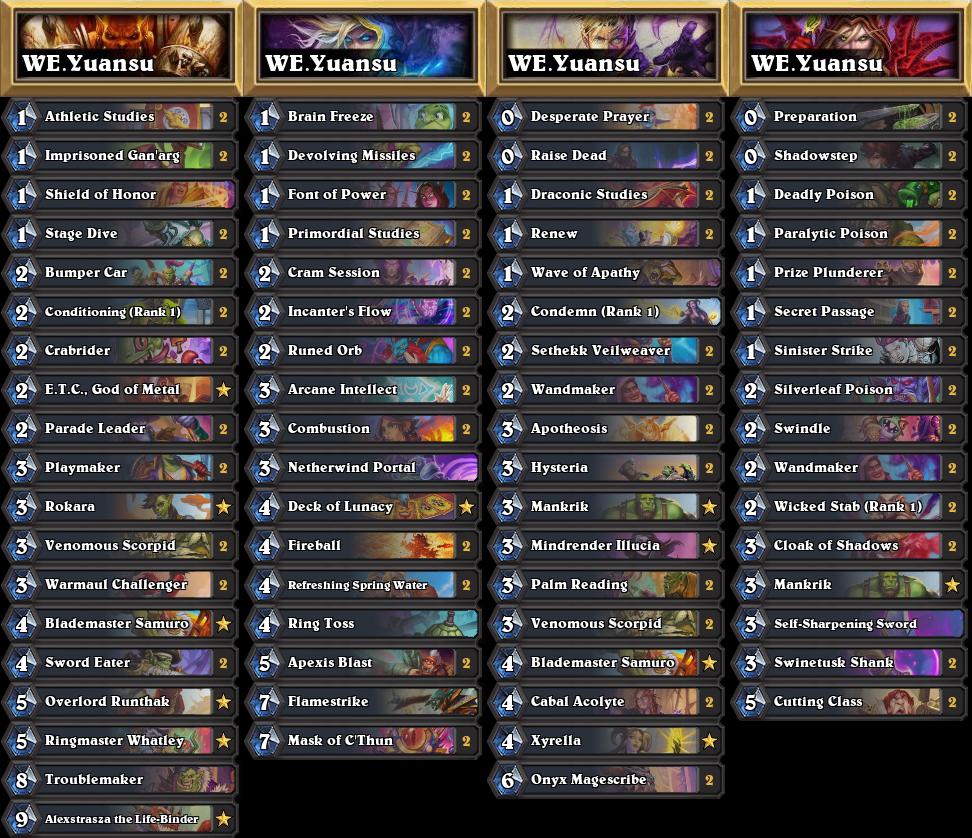 WE.Yuansu
1 Athletic Studies 2
1 Imprisoned Gan'arg 2
1 Shield of Honor
1 Stage Dive 2
2 Bumper Car 2
2 Conditioning (Rank 1) 2
2 Crabrider 2
2 E.T.C., God of Metal
2 Parade Leader 2
3 Playmaker 2
3 Rokara
3 Venomous Scorpid 2
3 Warmaul Challenger 2
4 Blademaster Samuro
4 Sword Eater 2
5 Overlord Runthak
5 Ringmaster Whatley
8 Troublemaker
9 Alexstrasza the Life-Binder
WE.Yuansu
1 Brain Freeze 2
1 Devolving Missiles 2
1 Font of Power 2
1 Primordial Studies 2
2 Cram Session 2
2 Incanter's Flow 2
2 Runed Orb 2
3 Arcane Intellect 2
3 Combustion 2
3 Netherwind Portal
4 Deck of Lunacy
4 Fireball 2
4 Refreshing Spring Water 2
4 Ring Toss
5 Apexis Blast 2
7 Flamestrike
7 Mask of C'Thun 2
WE.Yuansu
0 Desperate Prayer 2
0 Raise Dead 2
1 Draconic Studies 2
1 Renew 2
1 Wave of Apathy
2 Condemn (Rank 1)
2 Sethekk Veilweaver 2
2 Wandmaker 2
3 Apotheosis 2
3 Hysteria 2
3 Mankrik
3 Mindrender Illucia
3 Palm Reading 2
3 Venomous Scorpid 2
4 Blademaster Samuro
4 Cabal Acolyte 2
4 Xyrella
6 Onyx Magescribe 2
WE.Yuansu
0 Preparation 2
0 Shadowstep 2
1 Deadly Poison 2
1 Paralytic Poison 2
1 Prize Plunderer 2
1 Secret Passage 2
1 Sinister Strike 2
2 Silverleaf Poison 2
2 Swindle 2
2 Wandmaker 2
2 Wicked Stab (Rank 1) 2
3 Cloak of Shadows 2
3 Mankrik
3 Self-Sharpening Sword
3 Swinetusk Shank 2
5 Cutting Class 2